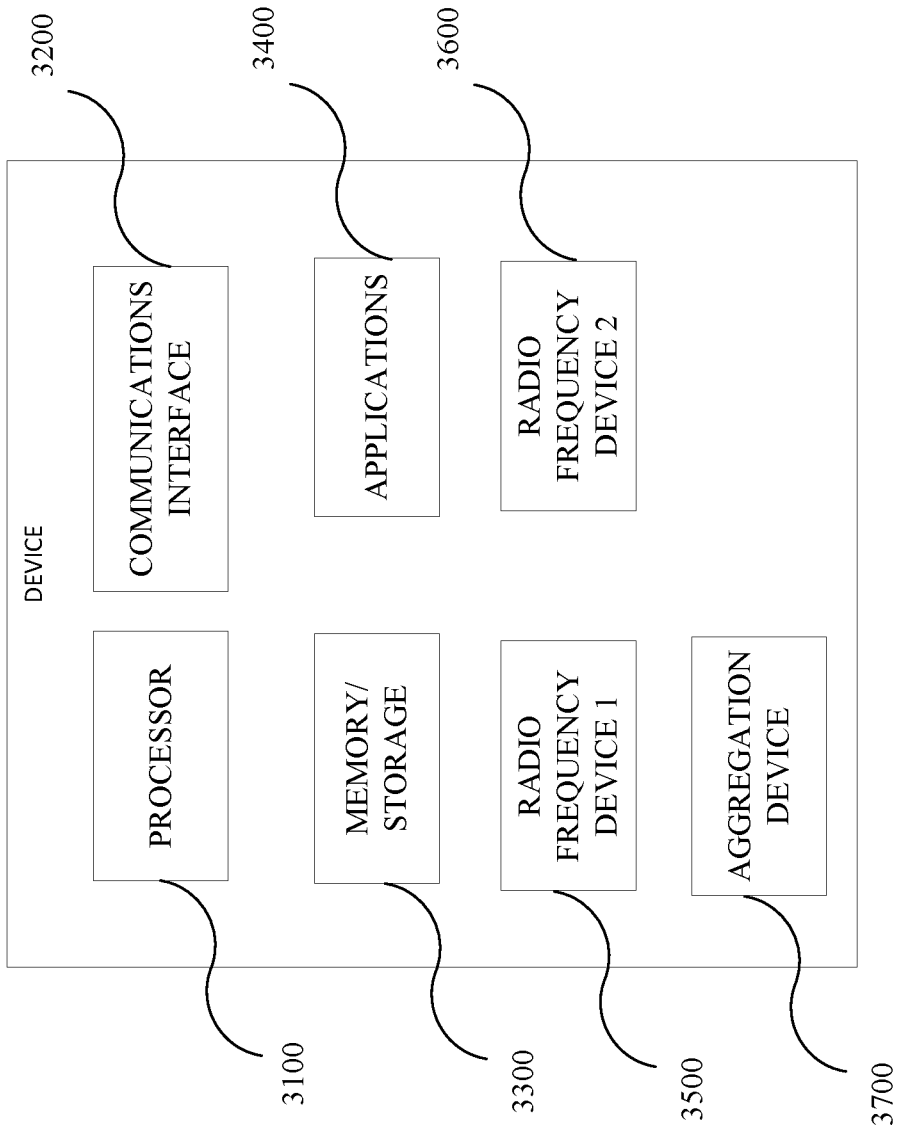 DEVICE
3200
COMMUNICATIONS
INTERFACE
PROCESSOR
3100
3400
APPLICATIONS
MEMORY/
STORAGE
3300
3600
RADIO
FREQUENCY
DEVICE 2
RADIO
FREQUENCY
DEVICE 1
3500
AGGREGATION
DEVICE
3700